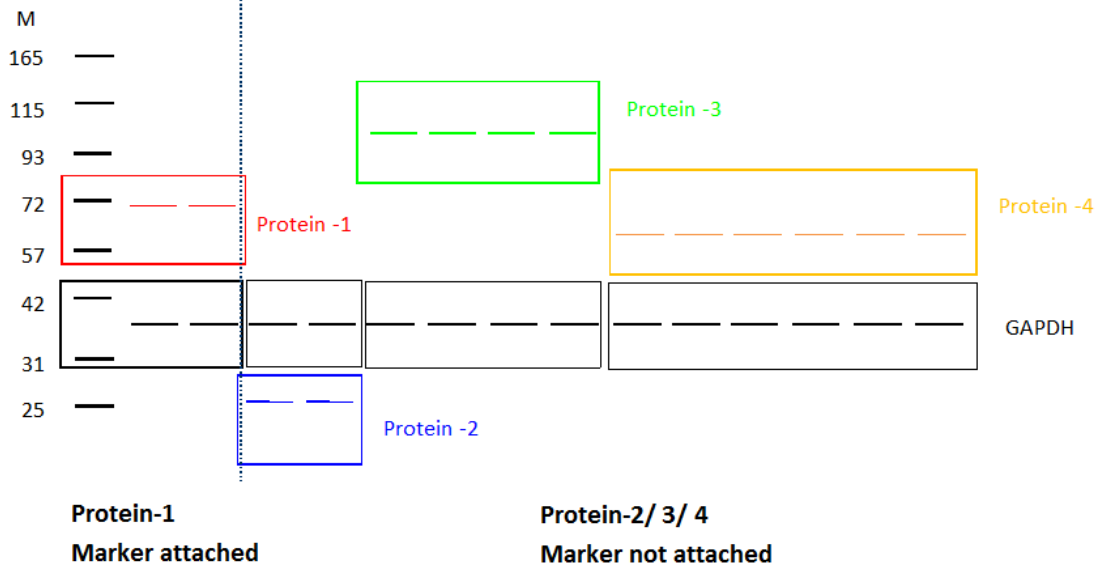 M
165
115
Protein -3
93
72
Protein -4
Protein -1
57
42
GAPDH
31
25
Protein -2
Protein-1
Marker attached
Protein-2/ 3/ 4
Marker not attached